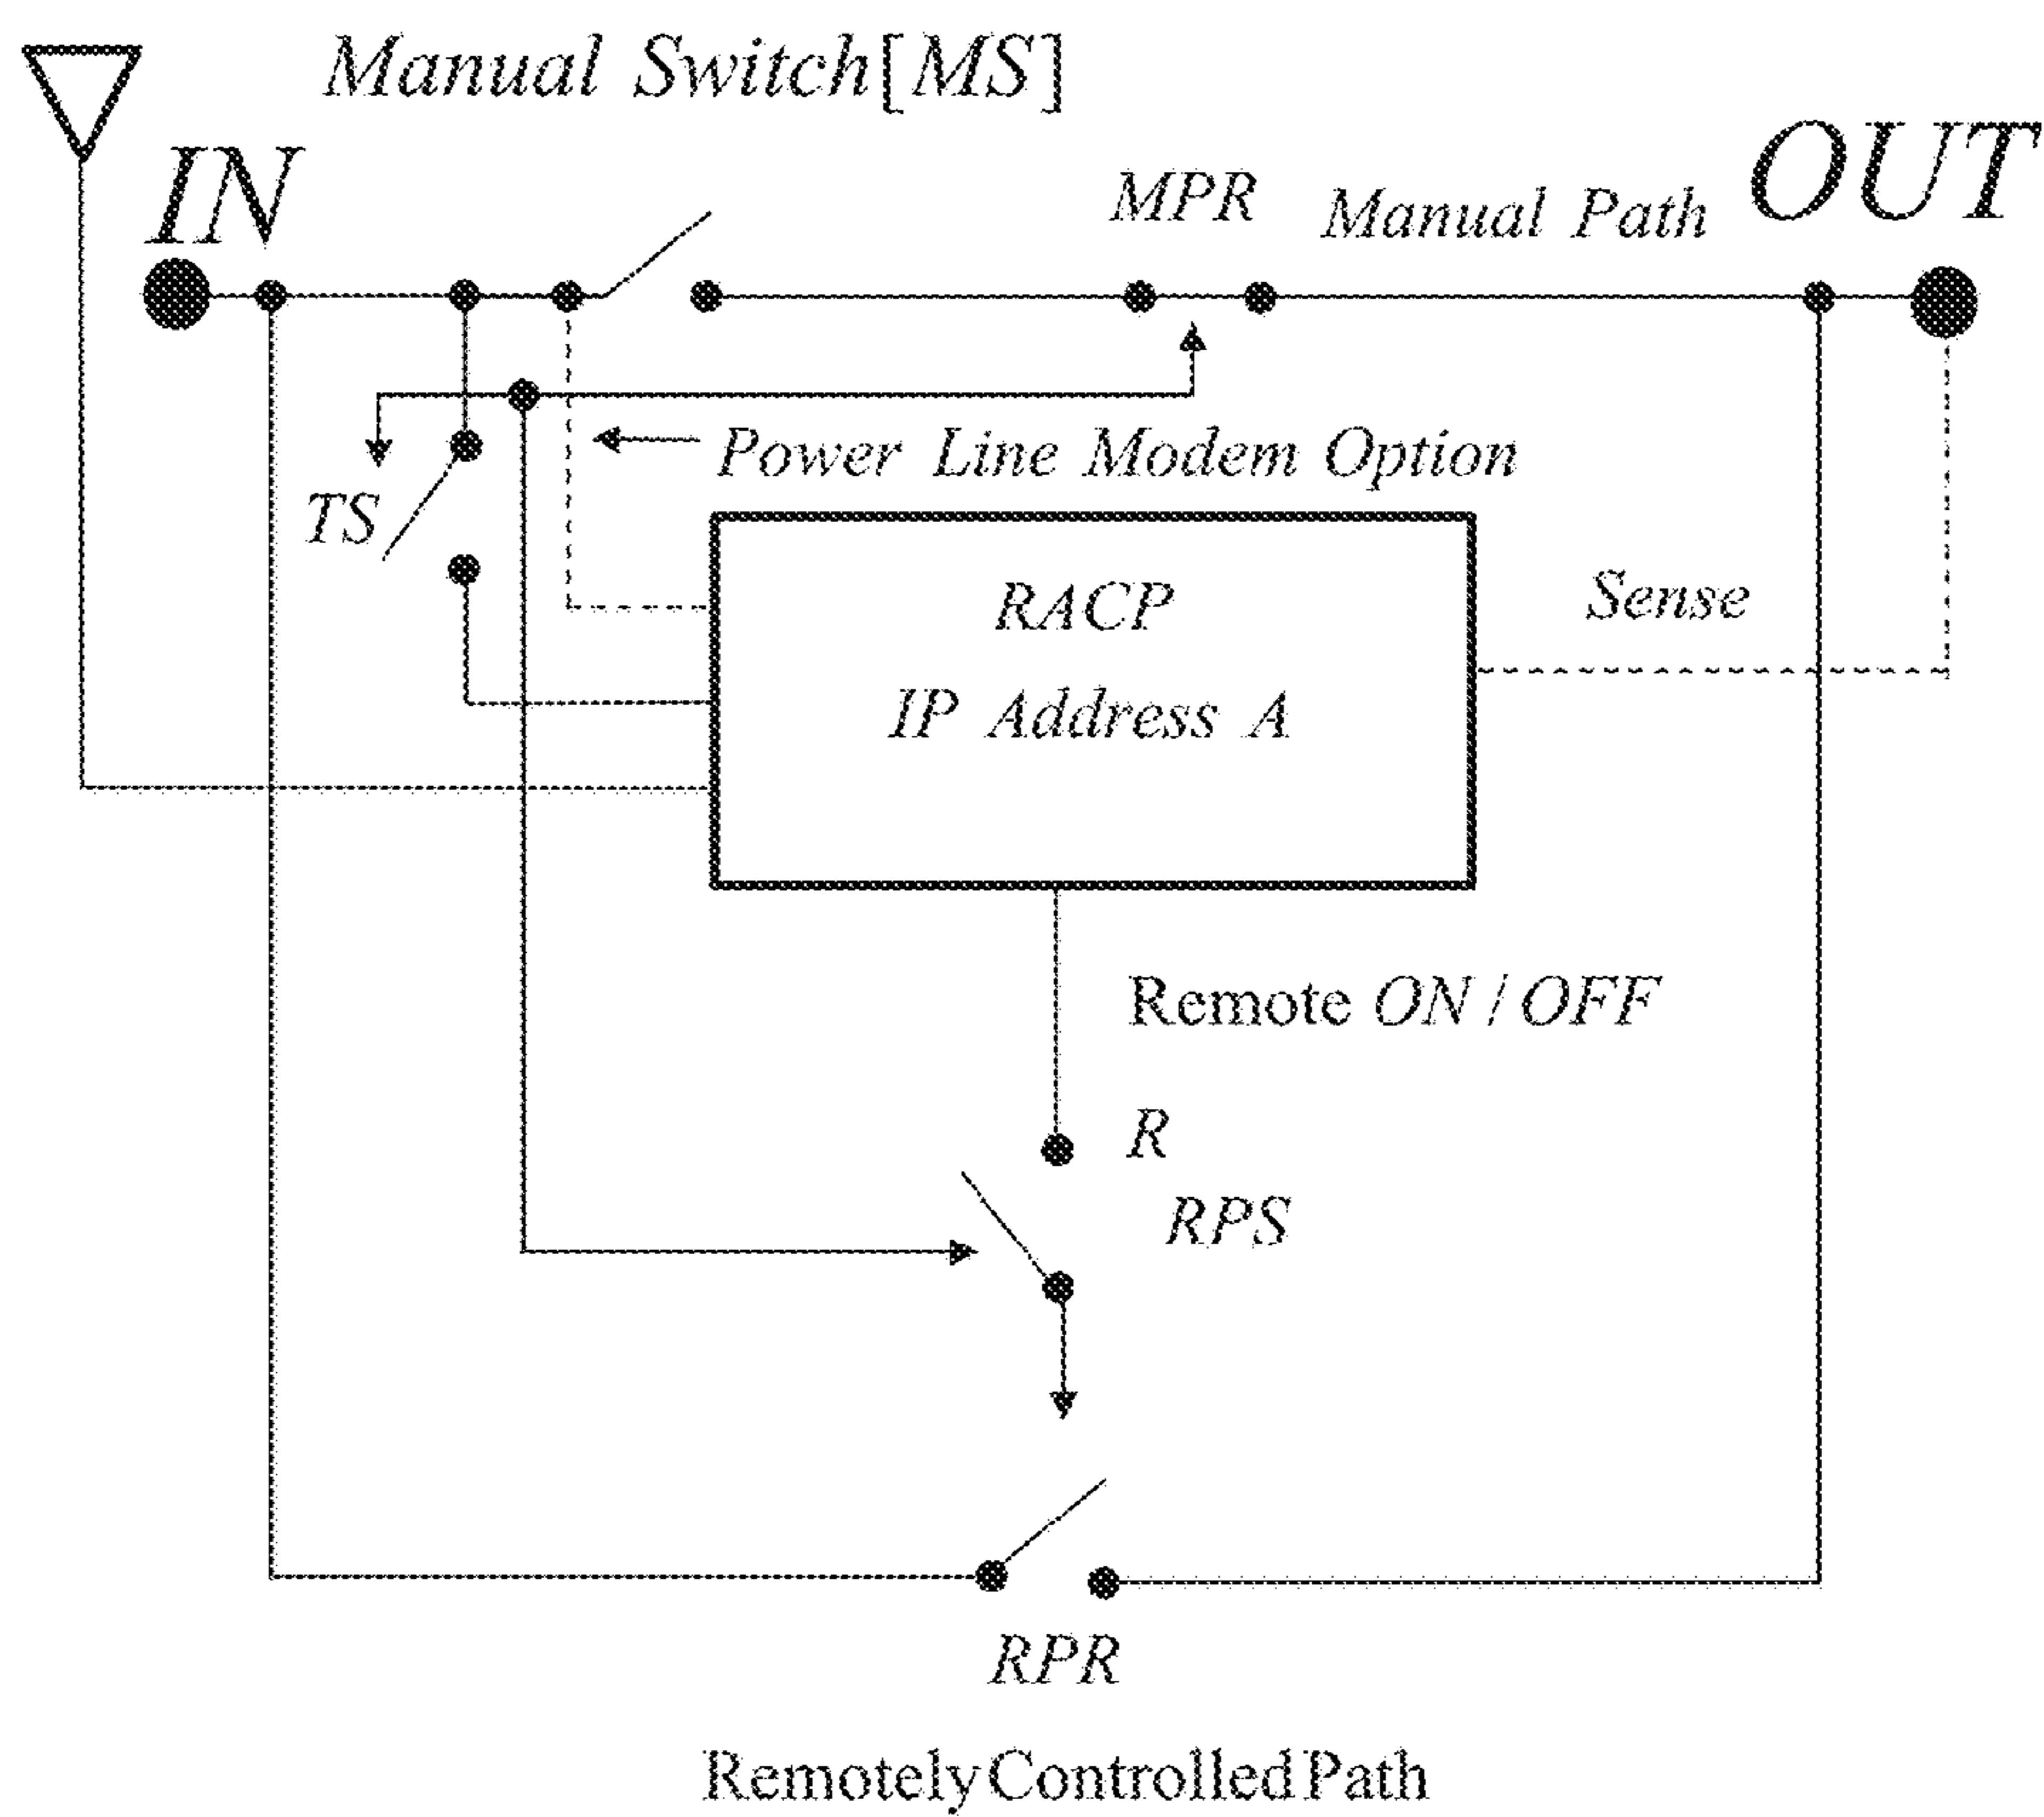 Manual Switch[MS]
IN
MPR
Manual Path
OUT
Power Line Modem Option
TS
RACP
IP Address A
Sense
Remote ON / OFF
R
RPS
RPR
Remotely Controlled Path